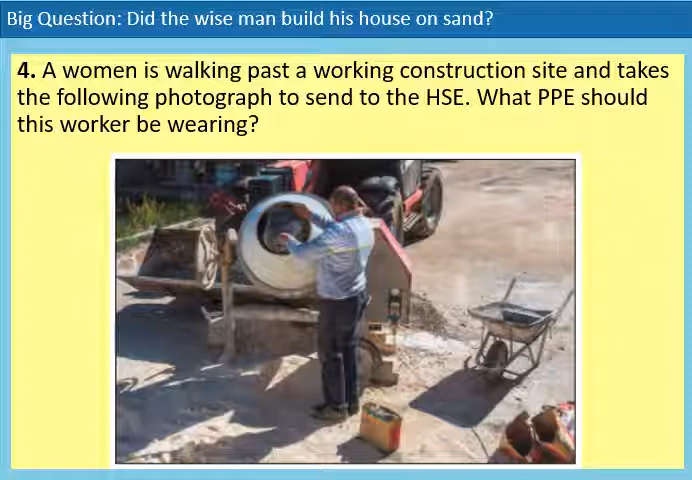 Big Question: Did the wise man build his house on sand?
4. A women is walking past a working construction site and takes
the following photograph to send to the HSE. What PPE should
this worker be wearing?